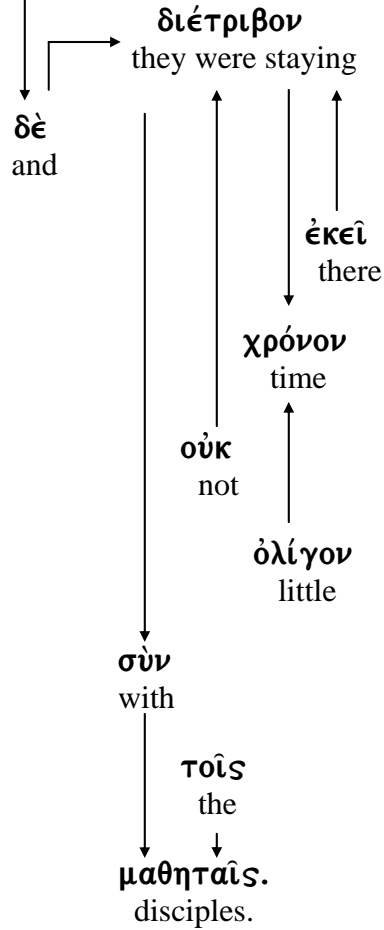 διέτριβον
they were staying
δὲ
and
ἐκεῖ
there
χρόνον
time
οὐκ
not
ὀλίγον
little
σὺν
with
τοῖς
the
μαθηταῖς.
disciples.